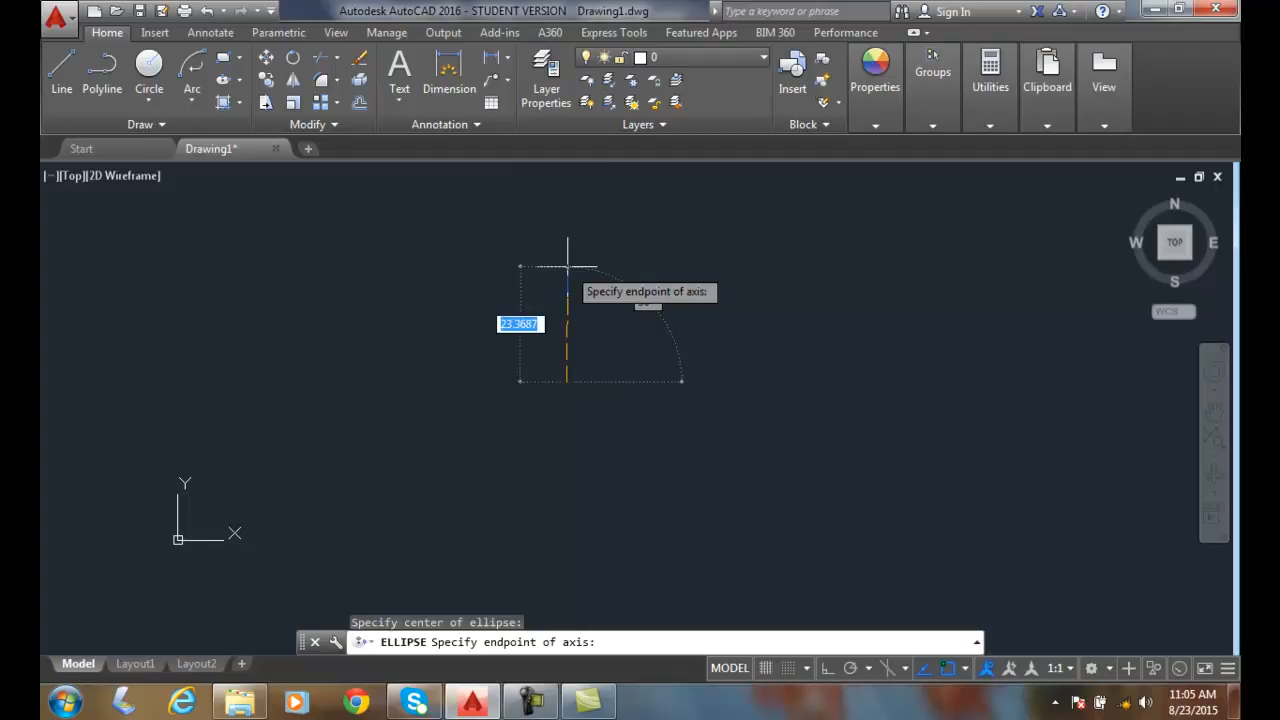 Autodesk AutoCAD 2016 - STUDENT VERSION Drawing1.dwg
Type a keyword or phrase
Sign In
Home Insert Annotate Parametric View Manage Output Add-ins A360 Express Tools Featured Apps BIM 360 Performance
0
Line Polyline Circle Arc
Text Dimension
Layer Properties
Insert
Properties
Groups
Utilities
Clipboard
View
Draw Modify Annotation Layers Block
Start Drawing1*
[−][Top][2D Wireframe]
N
W TOP E
S
WCS
Specify endpoint of axis:
23.3687
Y
X
Specify center of ellipse:
ELLIPSE Specify endpoint of axis:
Model Layout1 Layout2 +
MODEL 1:1
11:05 AM
8/23/2015